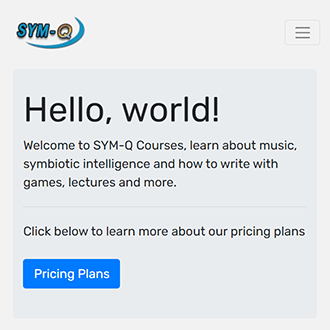 SYM-Q
Hello, world!
Welcome to SYM-Q Courses, learn about music,
symbiotic intelligence and how to write with
games, lectures and more.
Click below to learn more about our pricing plans
Pricing Plans